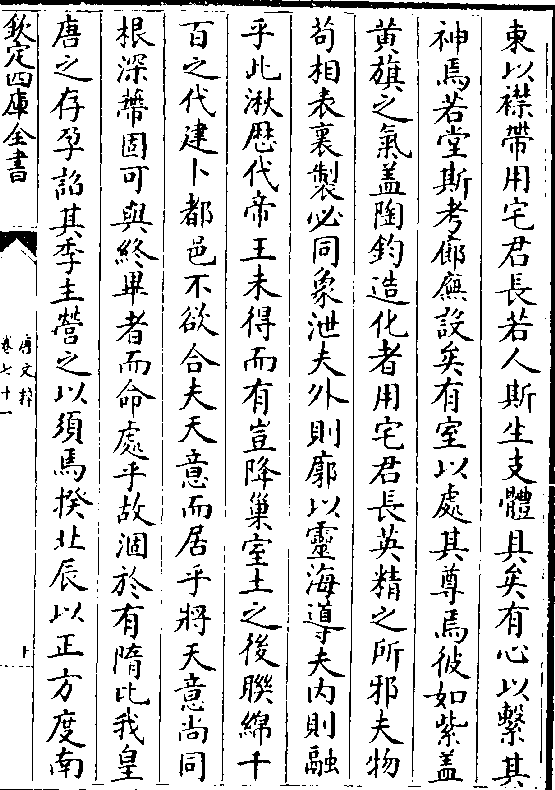 東以襟帶用宅君長若人斯生支體具矣有心以繫其
神焉若堂斯考廊廡設矣有室以處其尊焉彼如紫盖
黄旗之氣盖陶鈞造化者用宅君長英精之所邪夫物
苟相表裏製必同象泄夫外則廓以靈海導夫内則融
乎此湫歴代帝王未得而有豈降巢室土之後聮綿千
百之代建卜都邑不欲合夫天意而居乎將天意尚同
根深蔕固可與終畢者而命處乎故涸於有隋比我皇
唐之存孕詒其季主營之以須焉揆北辰以正方度南
欽定四庫全書
唐文粹
卷七十一